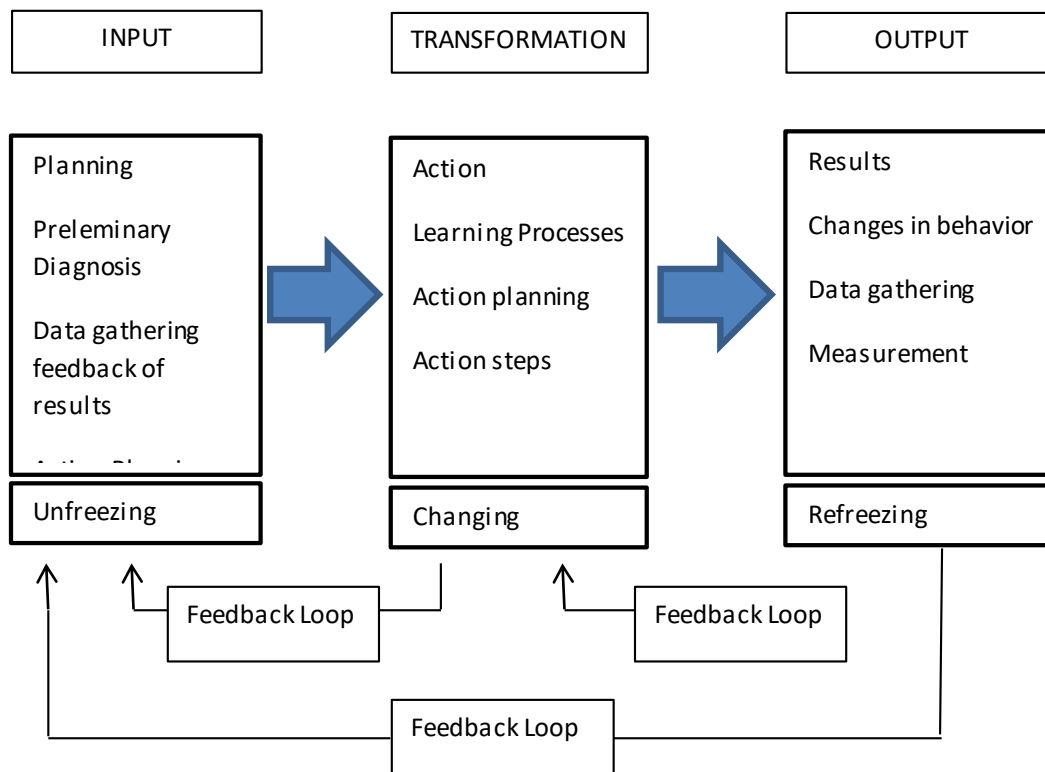 INPUT
TRANSFORMATION
OUTPUT
Planning
Preleminary
Diagnosis
Data gathering
feedback of
results
Unfreezing
Action
Learning Processes
Action planning
Action steps
Changing
Results
Changes in behavior
Data gathering
Measurement
Refreezing
Feedback Loop
Feedback Loop
Feedback Loop